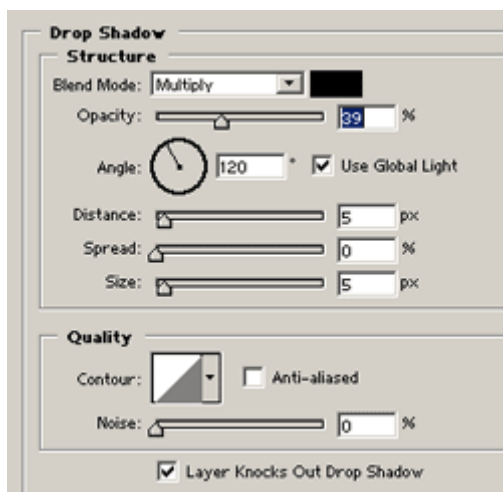 Drop Shadow
Structure
Blend Mode: Multiply
Opacity: 39 %
Angle: 120 ° Use Global Light
Distance: 5 px
Spread: 0 %
Size: 5 px
Quality
Contour: Anti-aliased
Noise: 0 %
Layer Knocks Out Drop Shadow